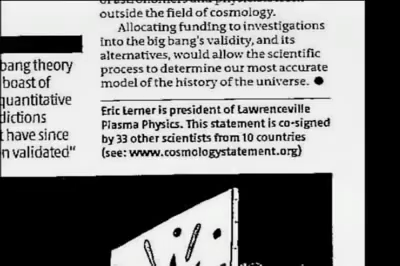 outside the field of cosmology.
Allocating funding to investigations
into the big bang's validity, and its
alternatives, would allow the scientific
process to determine our most accurate
model of the history of the universe. ●
Eric Lerner is president of Lawrenceville
Plasma Physics. This statement is co-signed
by 33 other scientists from 10 countries
(see: www.cosmologystatement.org)
bang theory
boast of
quantitative
dictions
t have since
n validated"